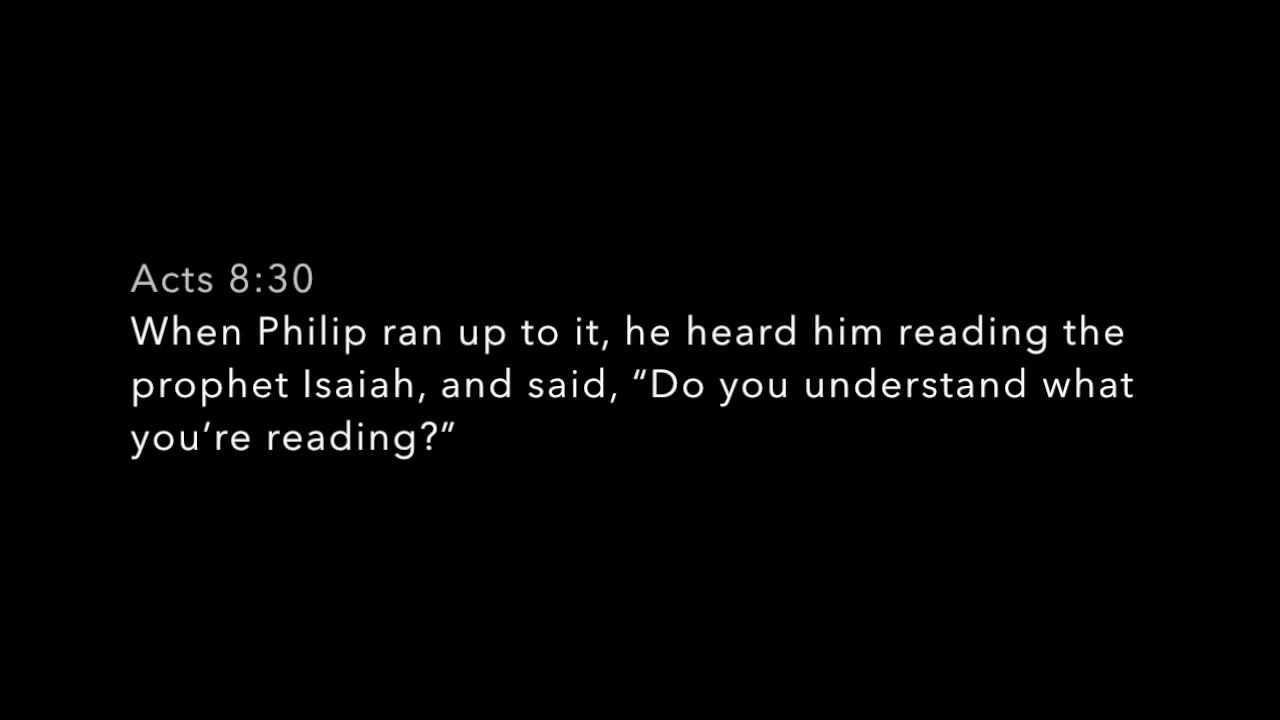 Acts 8:30
When Philip ran up to it, he heard him reading the
prophet Isaiah, and said, “Do you understand what
you’re reading?”